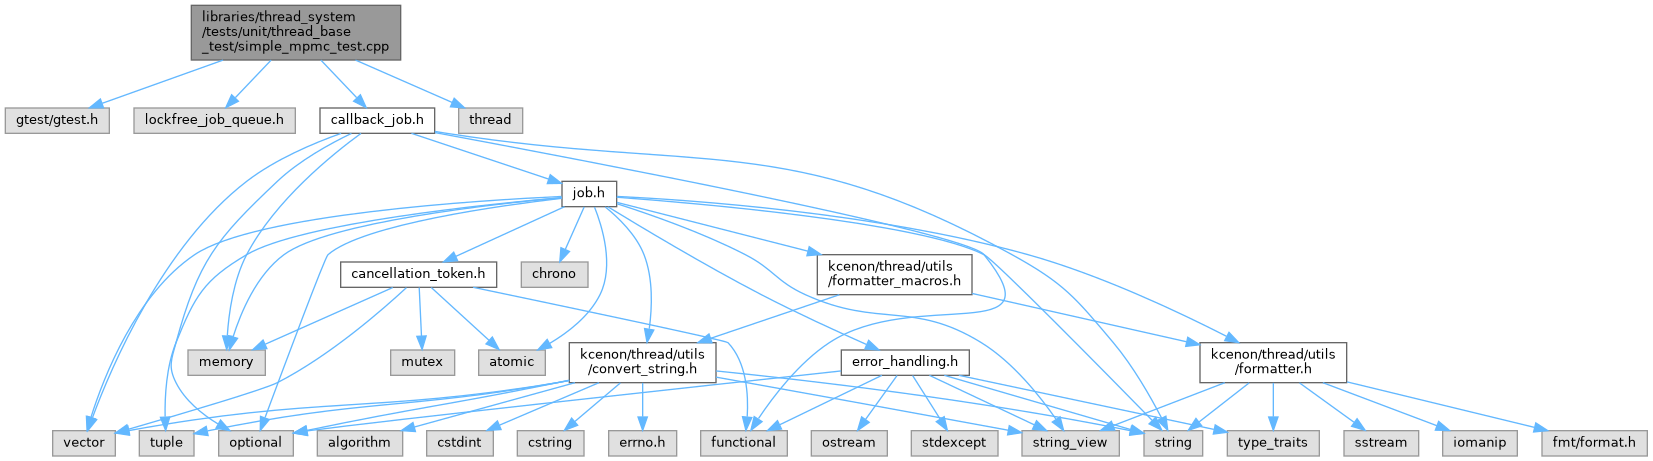 libraries/thread_system
/tests/unit/thread_base
_test/simple_mpmc_test.cpp
gtest/gtest.h
lockfree_job_queue.h
callback_job.h
thread
job.h
cancellation_token.h
chrono
kcenon/thread/utils
/formatter_macros.h
memory
mutex
atomic
kcenon/thread/utils
/convert_string.h
error_handling.h
kcenon/thread/utils
/formatter.h
vector
tuple
optional
algorithm
cstdint
cstring
errno.h
functional
ostream
stdexcept
string_view
string
type_traits
sstream
iomanip
fmt/format.h